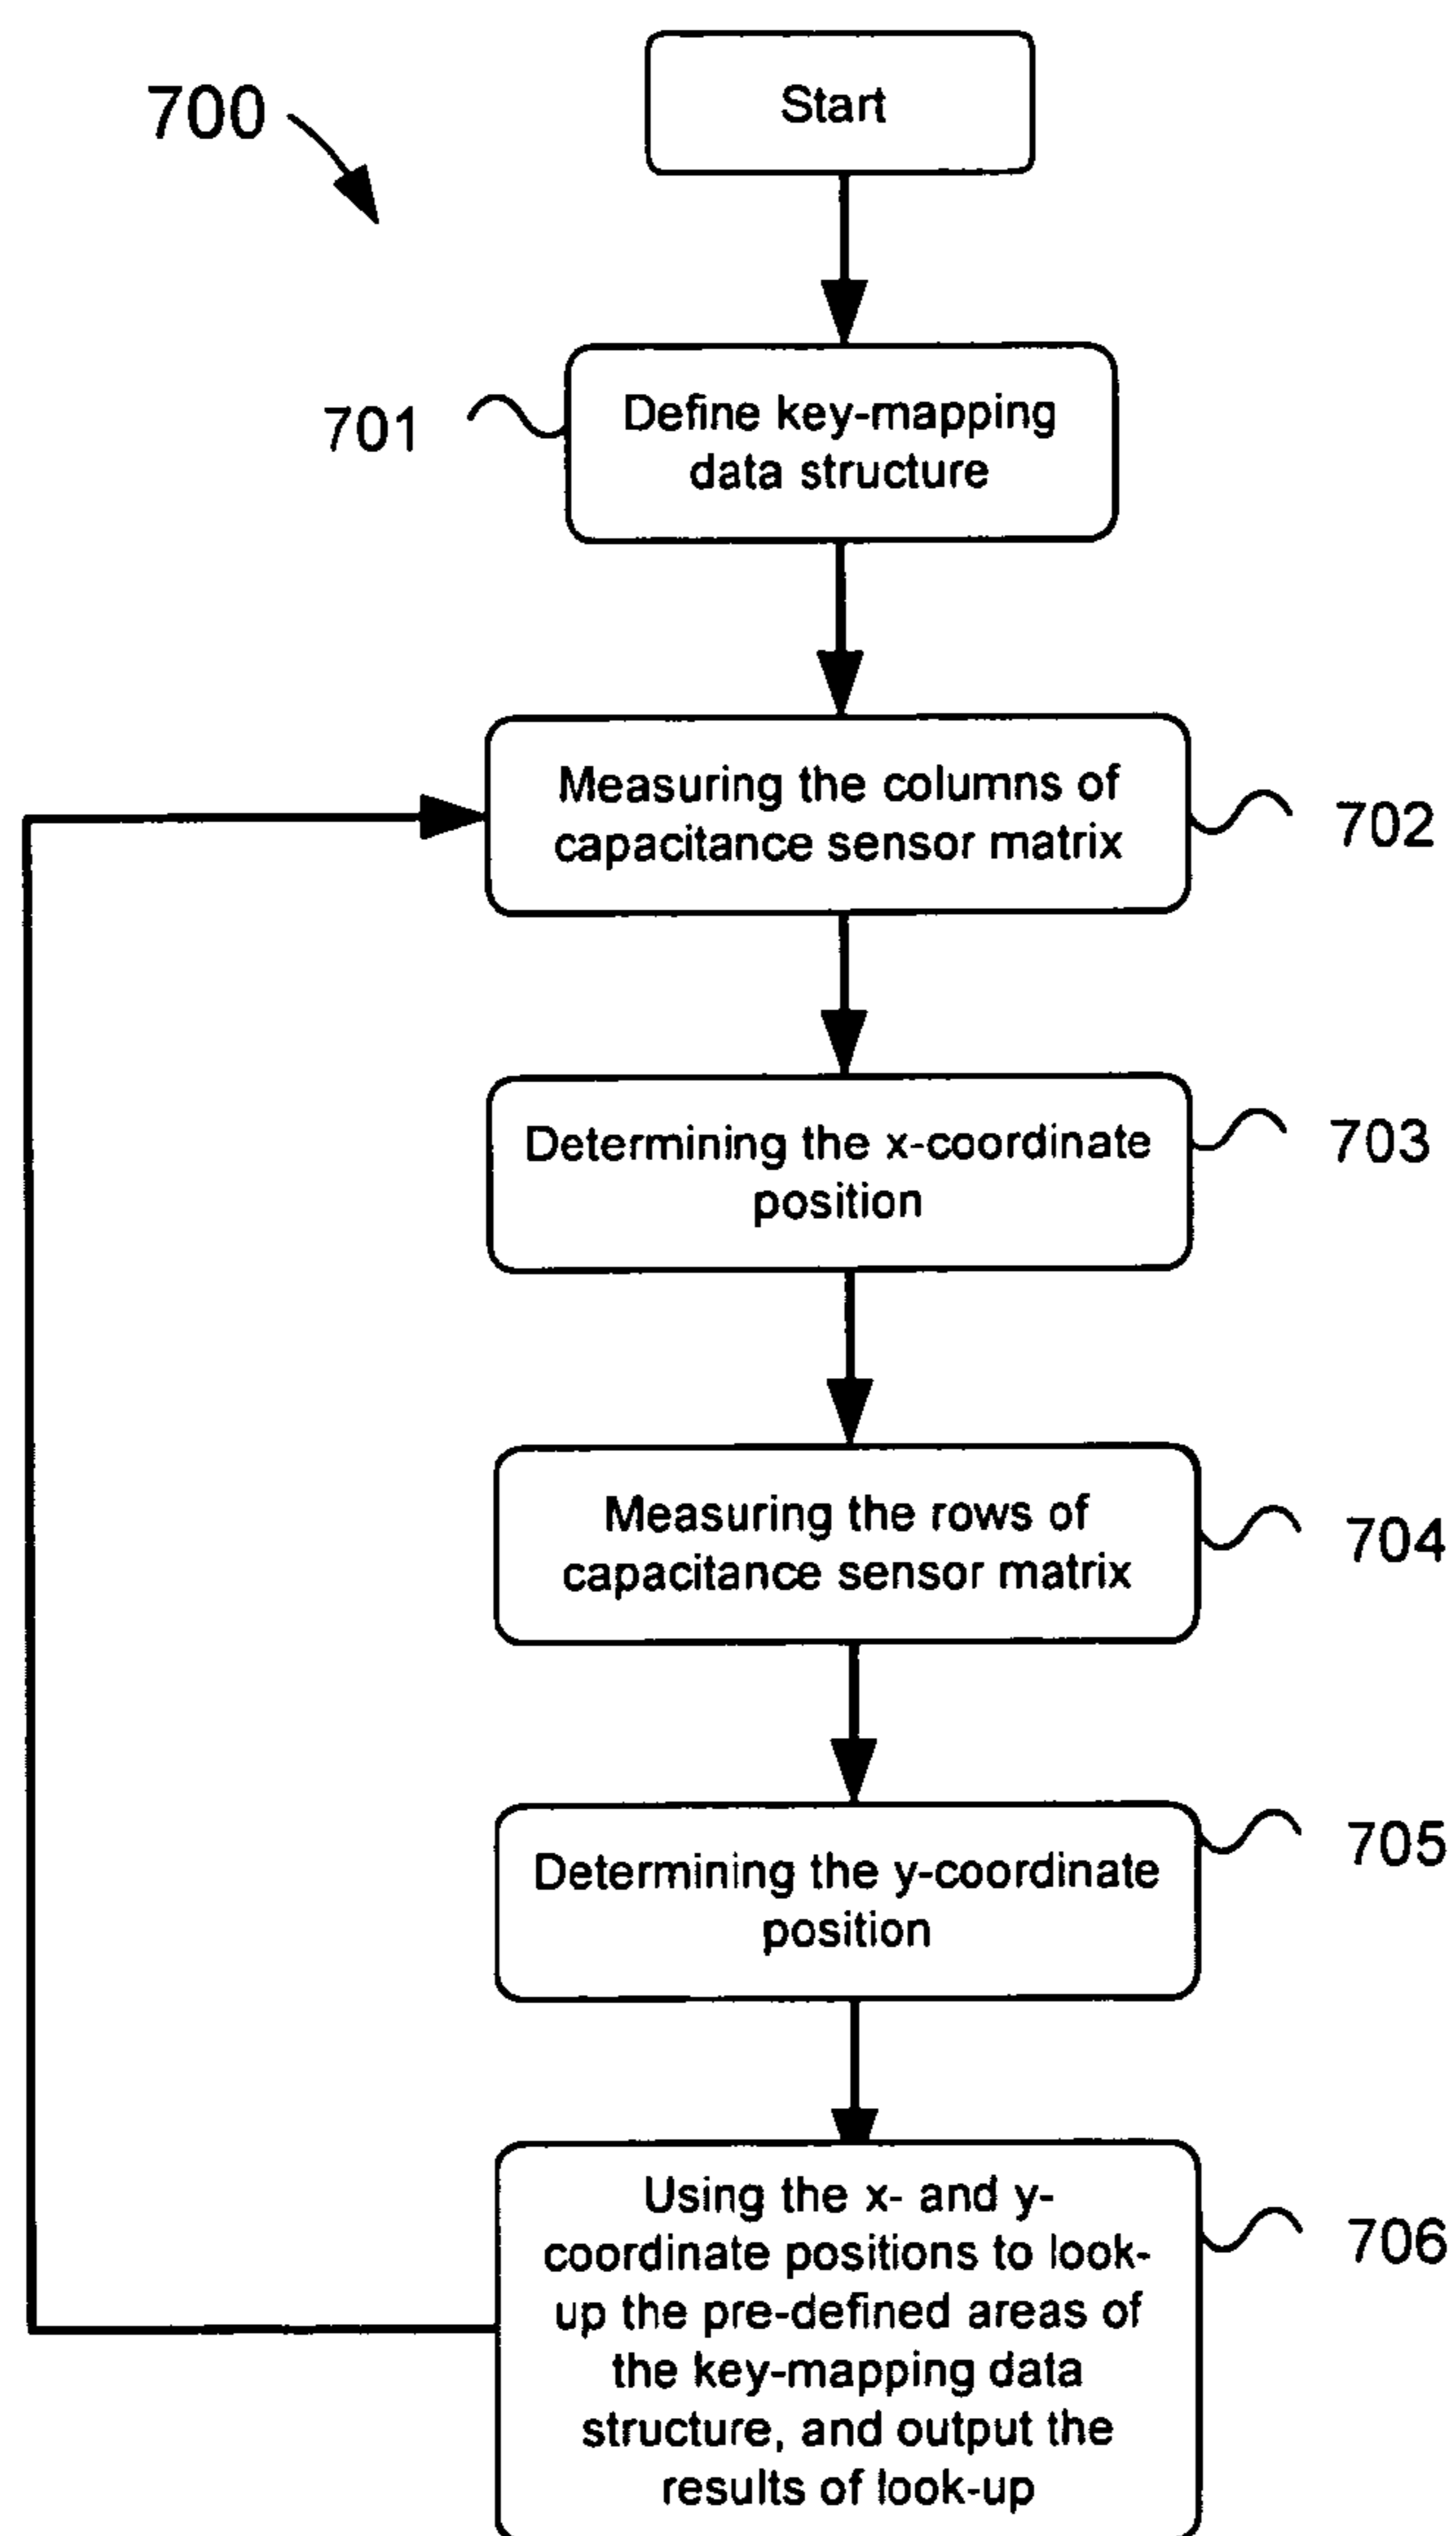 Start
700
Define key-mapping
data structure
701
Measuring the columns of
capacitance sensor matrix
702
Determining the x-coordinate
position
703
Measuring the rows of
capacitance sensor matrix
704
Determining the y-coordinate
position
705
Using the x- and y-
coordinate positions to look-
up the pre-defined areas of
the key-mapping data
structure, and output the
results of look-up
706